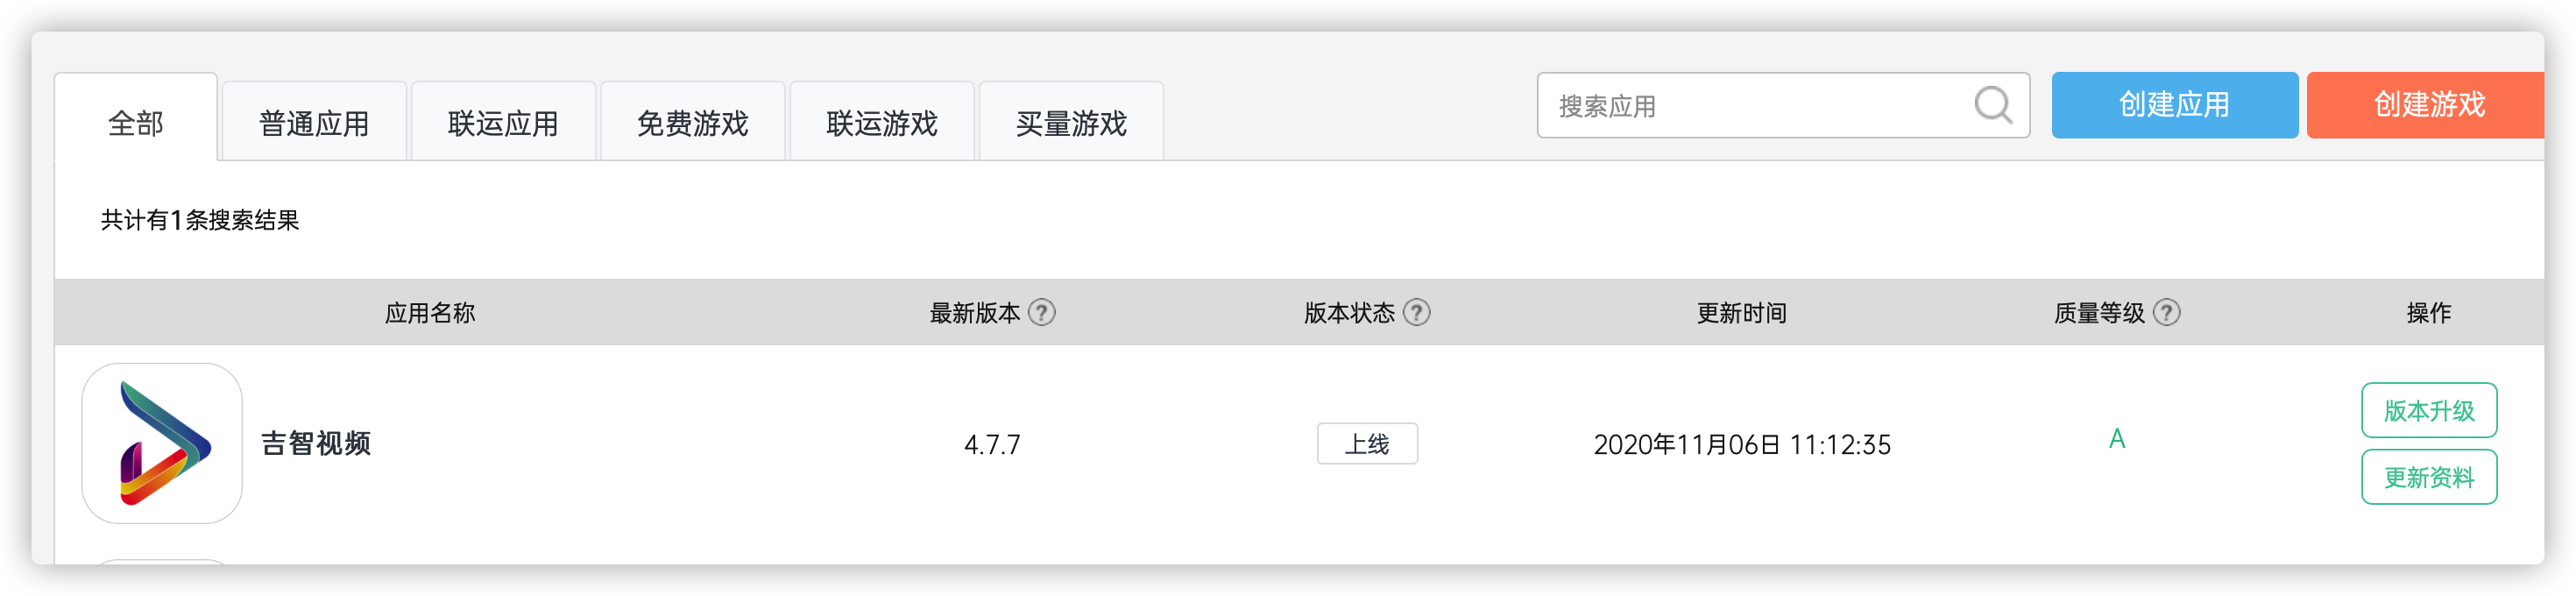 全部 普通应用 联运应用 免费游戏 联运游戏 买量游戏 搜索应用 创建应用 创建游戏
共计有1条搜索结果
应用名称 最新版本 ? 版本状态 ? 更新时间 质量等级 ? 操作
吉智视频 4.7.7 上线 2020年11月06日 11:12:35 A 版本升级
更新资料